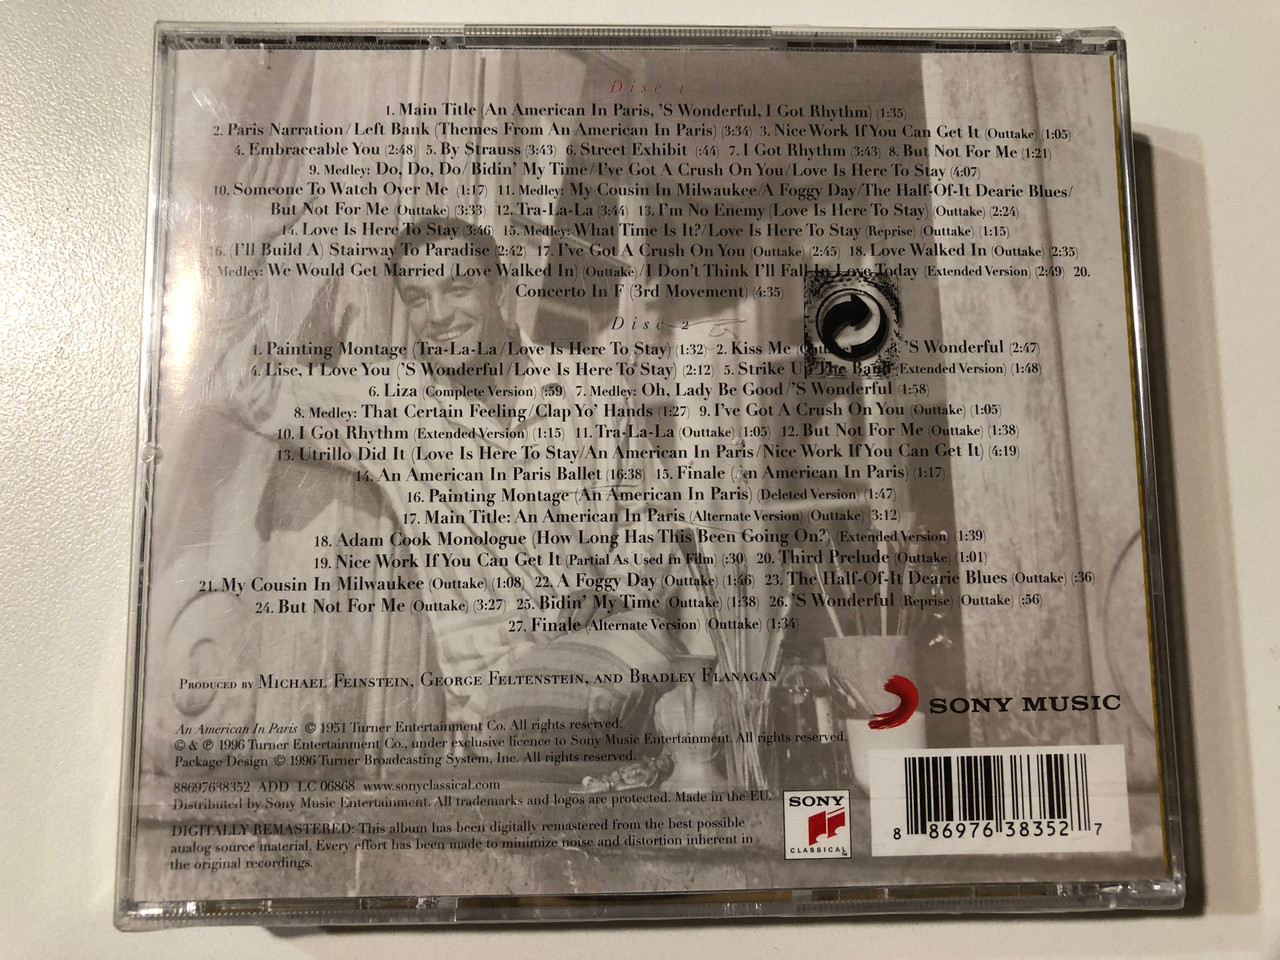 Disc 1
1. Main Title (An American In Paris, 'S Wonderful, I Got Rhythm) (1:35)
2. Paris Narration/Left Bank (Themes From An American In Paris) (3:34) 3. Nice Work If You Can Get It (Outtake) (1:05)
4. Embraceable You (2:48) 5. By Strauss (3:43) 6. Street Exhibit (:44) 7. I Got Rhythm (3:43) 8. But Not For Me (1:21)
9. Medley: Do, Do, Do/Bidin' My Time/I've Got A Crush On You/Love Is Here To Stay (4:07)
10. Someone To Watch Over Me (1:17) 11. Medley: My Cousin In Milwaukee/A Foggy Day/The Half-Of-It Dearie Blues/
But Not For Me (Outtake) (3:33) 12. Tra-La-La (3:44) 13. I'm No Enemy (Love Is Here To Stay) (Outtake) (2:24)
14. Love Is Here To Stay (3:46) 15. Medley: What Time Is It?/Love Is Here To Stay (Reprise) (Outtake) (1:15)
16. (I'll Build A) Stairway To Paradise (2:42) 17. I've Got A Crush On You (Outtake) (2:45) 18. Love Walked In (Outtake) (2:35)
Medley: We Would Get Married (Love Walked In) (Outtake)/I Don't Think I'll Fall In Love Today (Extended Version) (2:49) 20.
Concerto In F (3rd Movement) (4:35)
Disc 2
1. Painting Montage (Tra-La-La/Love Is Here To Stay) (1:32) 2. Kiss Me 'S Wonderful (2:47)
4. Lise, I Love You ('S Wonderful/Love Is Here To Stay) (2:12) 5. Strike Up The Band (Extended Version) (1:48)
6. Liza (Complete Version) (:59) 7. Medley: Oh, Lady Be Good/'S Wonderful (1:58)
8. Medley: That Certain Feeling/Clap Yo' Hands (1:27) 9. I've Got A Crush On You (Outtake) (1:05)
10. I Got Rhythm (Extended Version) (1:15) 11. Tra-La-La (Outtake) (1:05) 12. But Not For Me (Outtake) (1:38)
13. Utrillo Did It (Love Is Here To Stay/An American In Paris/Nice Work If You Can Get It) (4:19)
14. An American In Paris Ballet (16:38) 15. Finale (An American In Paris) (1:17)
16. Painting Montage (An American In Paris) (Deleted Version) (1:47)
17. Main Title: An American In Paris (Alternate Version) (Outtake) (3:12)
18. Adam Cook Monologue (How Long Has This Been Going On?) (Extended Version) (1:39)
19. Nice Work If You Can Get It (Partial As Used In Film) (:30) 20. Third Prelude (Outtake) (1:01)
21. My Cousin In Milwaukee (Outtake) (1:08) 22. A Foggy Day (Outtake) (1:46) 23. The Half-Of-It Dearie Blues (Outtake) (:36)
24. But Not For Me (Outtake) (3:27) 25. Bidin' My Time (Outtake) (1:38) 26. 'S Wonderful (Reprise) (Outtake) (:56)
27. Finale (Alternate Version) (Outtake) (1:34)
Produced by Michael Feinstein, George Feltenstein, and Bradley Flanagan
SONY MUSIC
An American In Paris © 1951 Turner Entertainment Co. All rights reserved.
© & ℗ 1996 Turner Entertainment Co., under exclusive licence to Sony Music Entertainment. All rights reserved.
Package Design © 1996 Turner Broadcasting System, Inc. All rights reserved.
88697638352 ADD LC 06868 www.sonyclassical.com
Distributed by Sony Music Entertainment. All trademarks and logos are protected. Made in the EU.
DIGITALLY REMASTERED: This album has been digitally remastered from the best possible
analog source material. Every effort has been made to minimize noise and distortion inherent in
the original recordings.
SONY
CLASSICAL
8 86976 38352 7